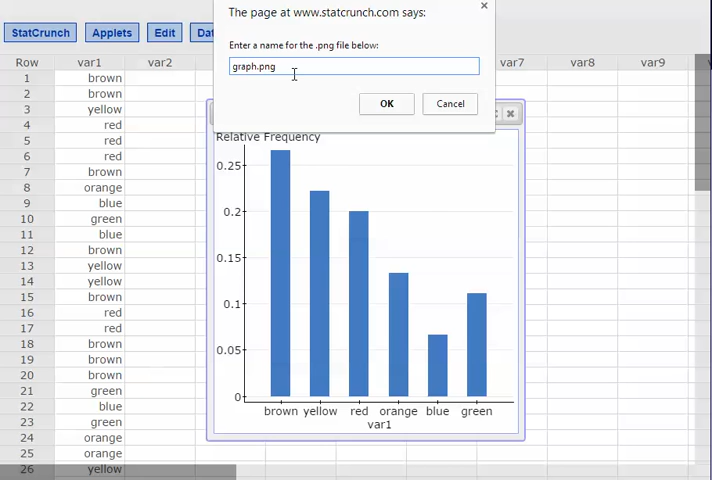 The page at www.statcrunch.com says:
Enter a name for the .png file below:
graph.png
OK Cancel
StatCrunch Applets Edit
Row var1 var2 var7 var8 var9
1 brown
2 brown
3 yellow
4 red
5 red
6 red
7 brown
8 orange
9 blue
10 green
11 blue
12 brown
13 yellow
14 yellow
15 brown
16 red
17 red
18 brown
19 brown
20 brown
21 green
22 blue
23 green
24 orange
25 orange
26 yellow
Relative Frequency
0.25
0.2
0.15
0.1
0.05
0
brown yellow red orange blue green
var1